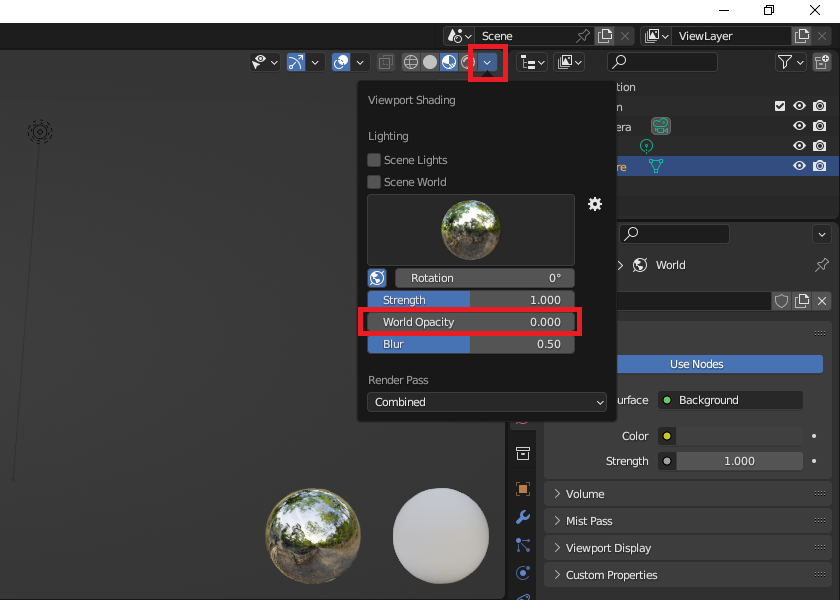 Scene
ViewLayer
Viewport Shading
Lighting
Scene Lights
Scene World
Rotation 0°
Strength 1.000
World Opacity 0.000
Blur 0.50
Render Pass
Combined
tion
n
era
re
World
Use Nodes
urface Background
Color
Strength 1.000
Volume
Mist Pass
Viewport Display
Custom Properties